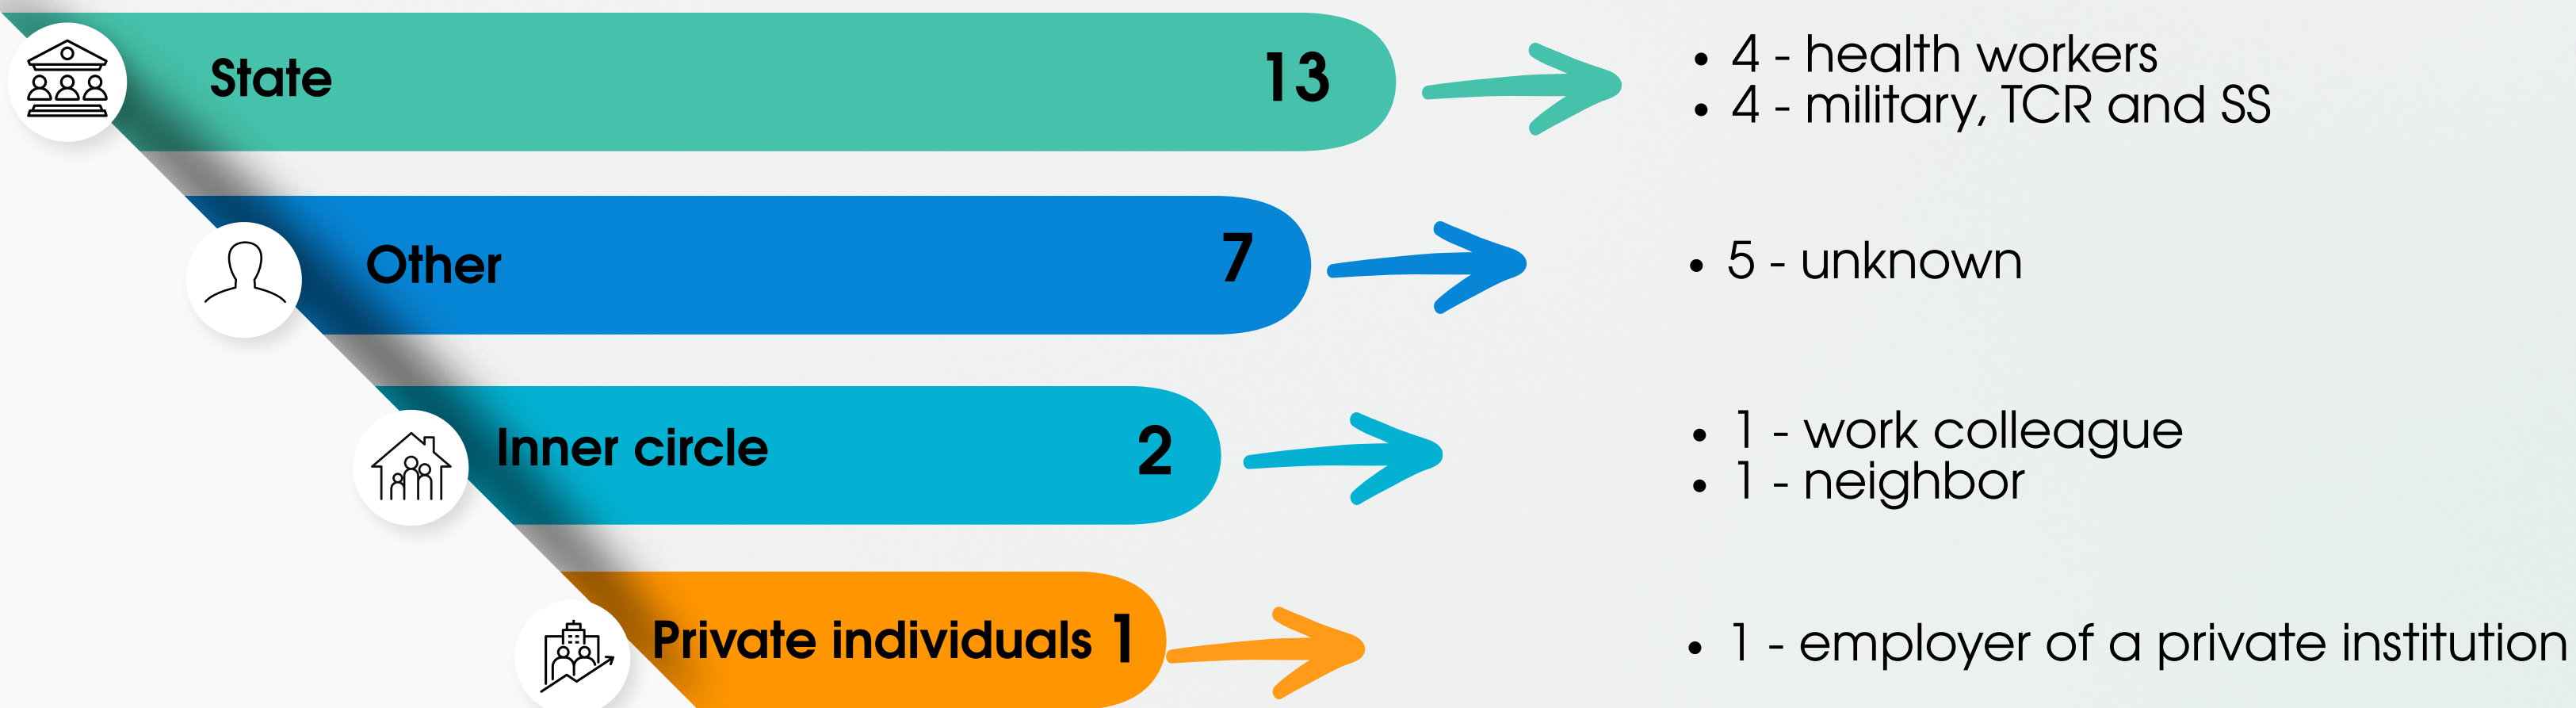 State 13
• 4 - health workers
• 4 - military, TCR and SS
Other 7
• 5 - unknown
Inner circle 2
• 1 - work colleague
• 1 - neighbor
Private individuals 1
• 1 - employer of a private institution